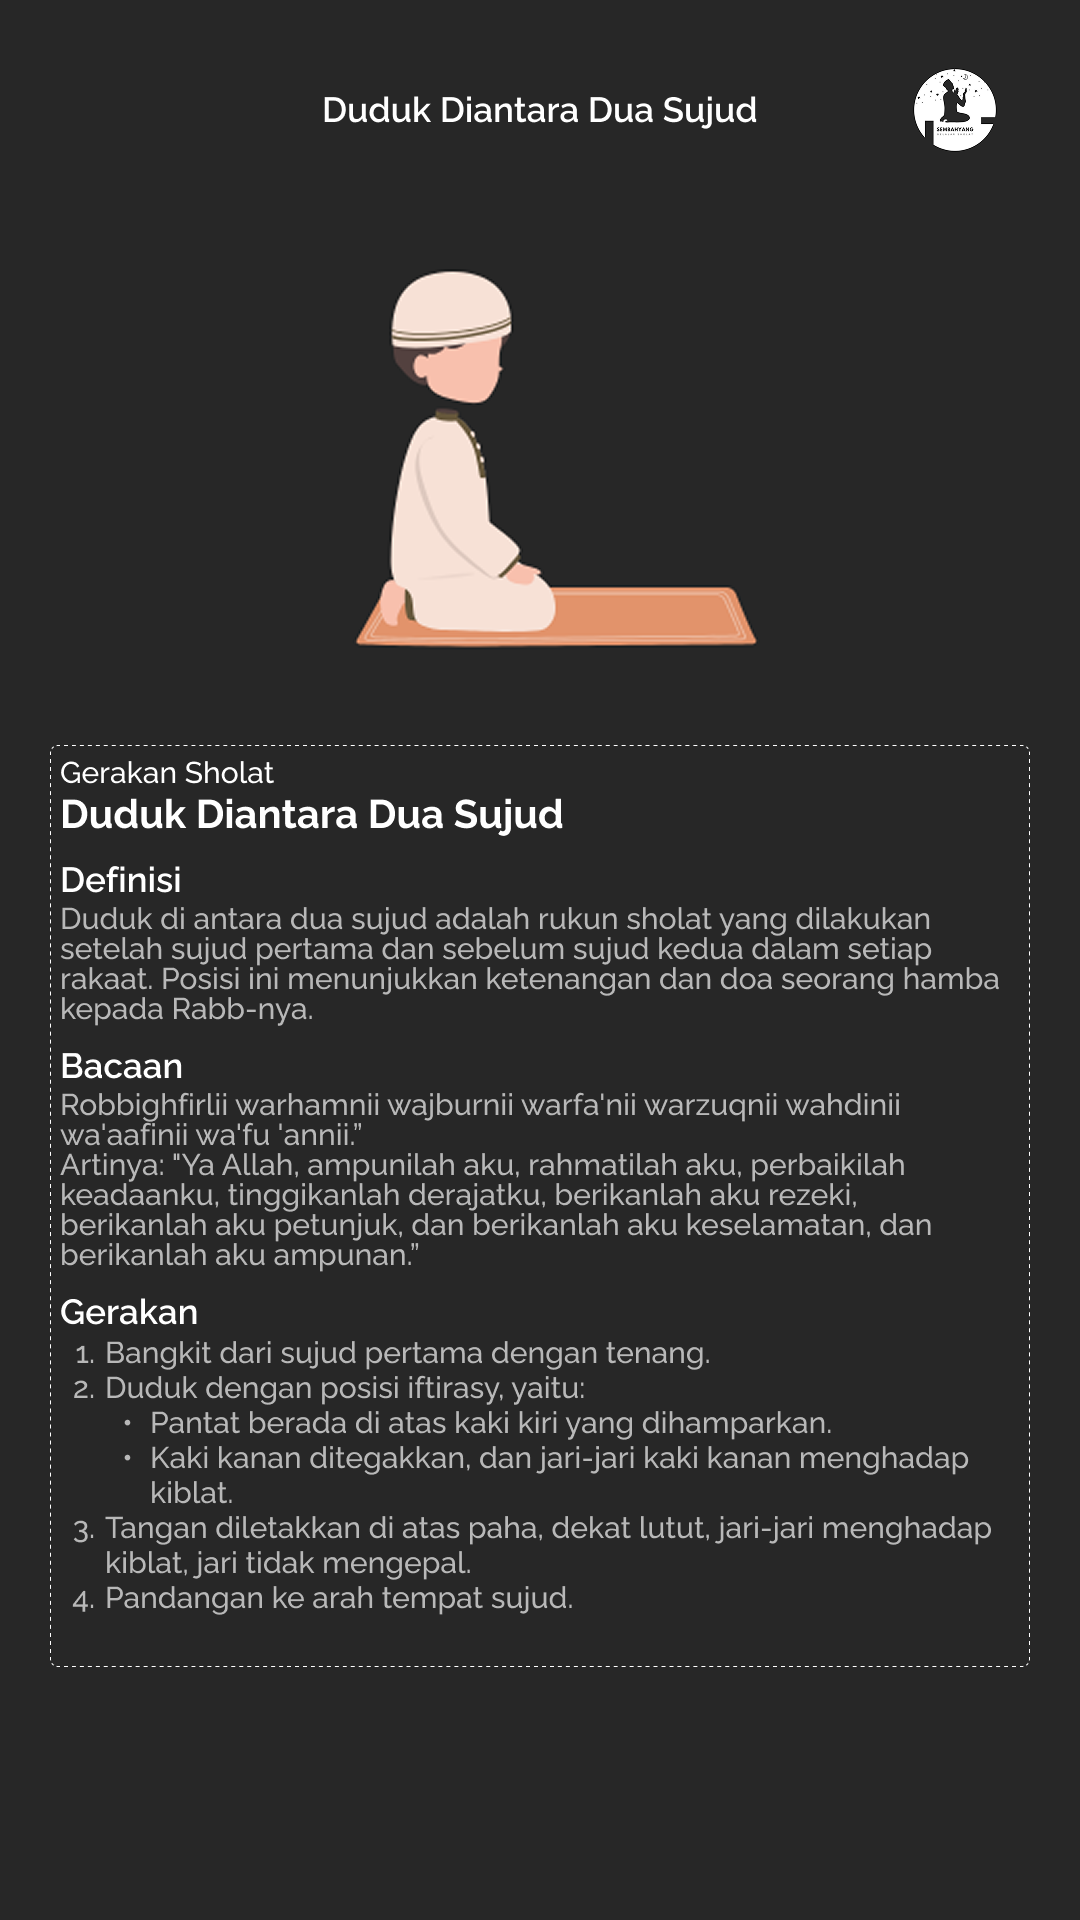 Duduk Diantara Dua Sujud
SEMBAHYANG
Gerakan Sholat
Duduk Diantara Dua Sujud
Definisi
Duduk di antara dua sujud adalah rukun sholat yang dilakukan
setelah sujud pertama dan sebelum sujud kedua dalam setiap
rakaat. Posisi ini menunjukkan ketenangan dan doa seorang hamba
kepada Rabb-nya.
Bacaan
Robbighfirlii warhamnii wajburnii warfa'nii warzuqnii wahdinii
wa'aafinii wa'fu 'annii.”
Artinya: "Ya Allah, ampunilah aku, rahmatilah aku, perbaikilah
keadaanku, tinggikanlah derajatku, berikanlah aku rezeki,
berikanlah aku petunjuk, dan berikanlah aku keselamatan, dan
berikanlah aku ampunan.”
Gerakan
1. Bangkit dari sujud pertama dengan tenang.
2. Duduk dengan posisi iftirasy, yaitu:
• Pantat berada di atas kaki kiri yang dihamparkan.
• Kaki kanan ditegakkan, dan jari-jari kaki kanan menghadap
kiblat.
3. Tangan diletakkan di atas paha, dekat lutut, jari-jari menghadap
kiblat, jari tidak mengepal.
4. Pandangan ke arah tempat sujud.